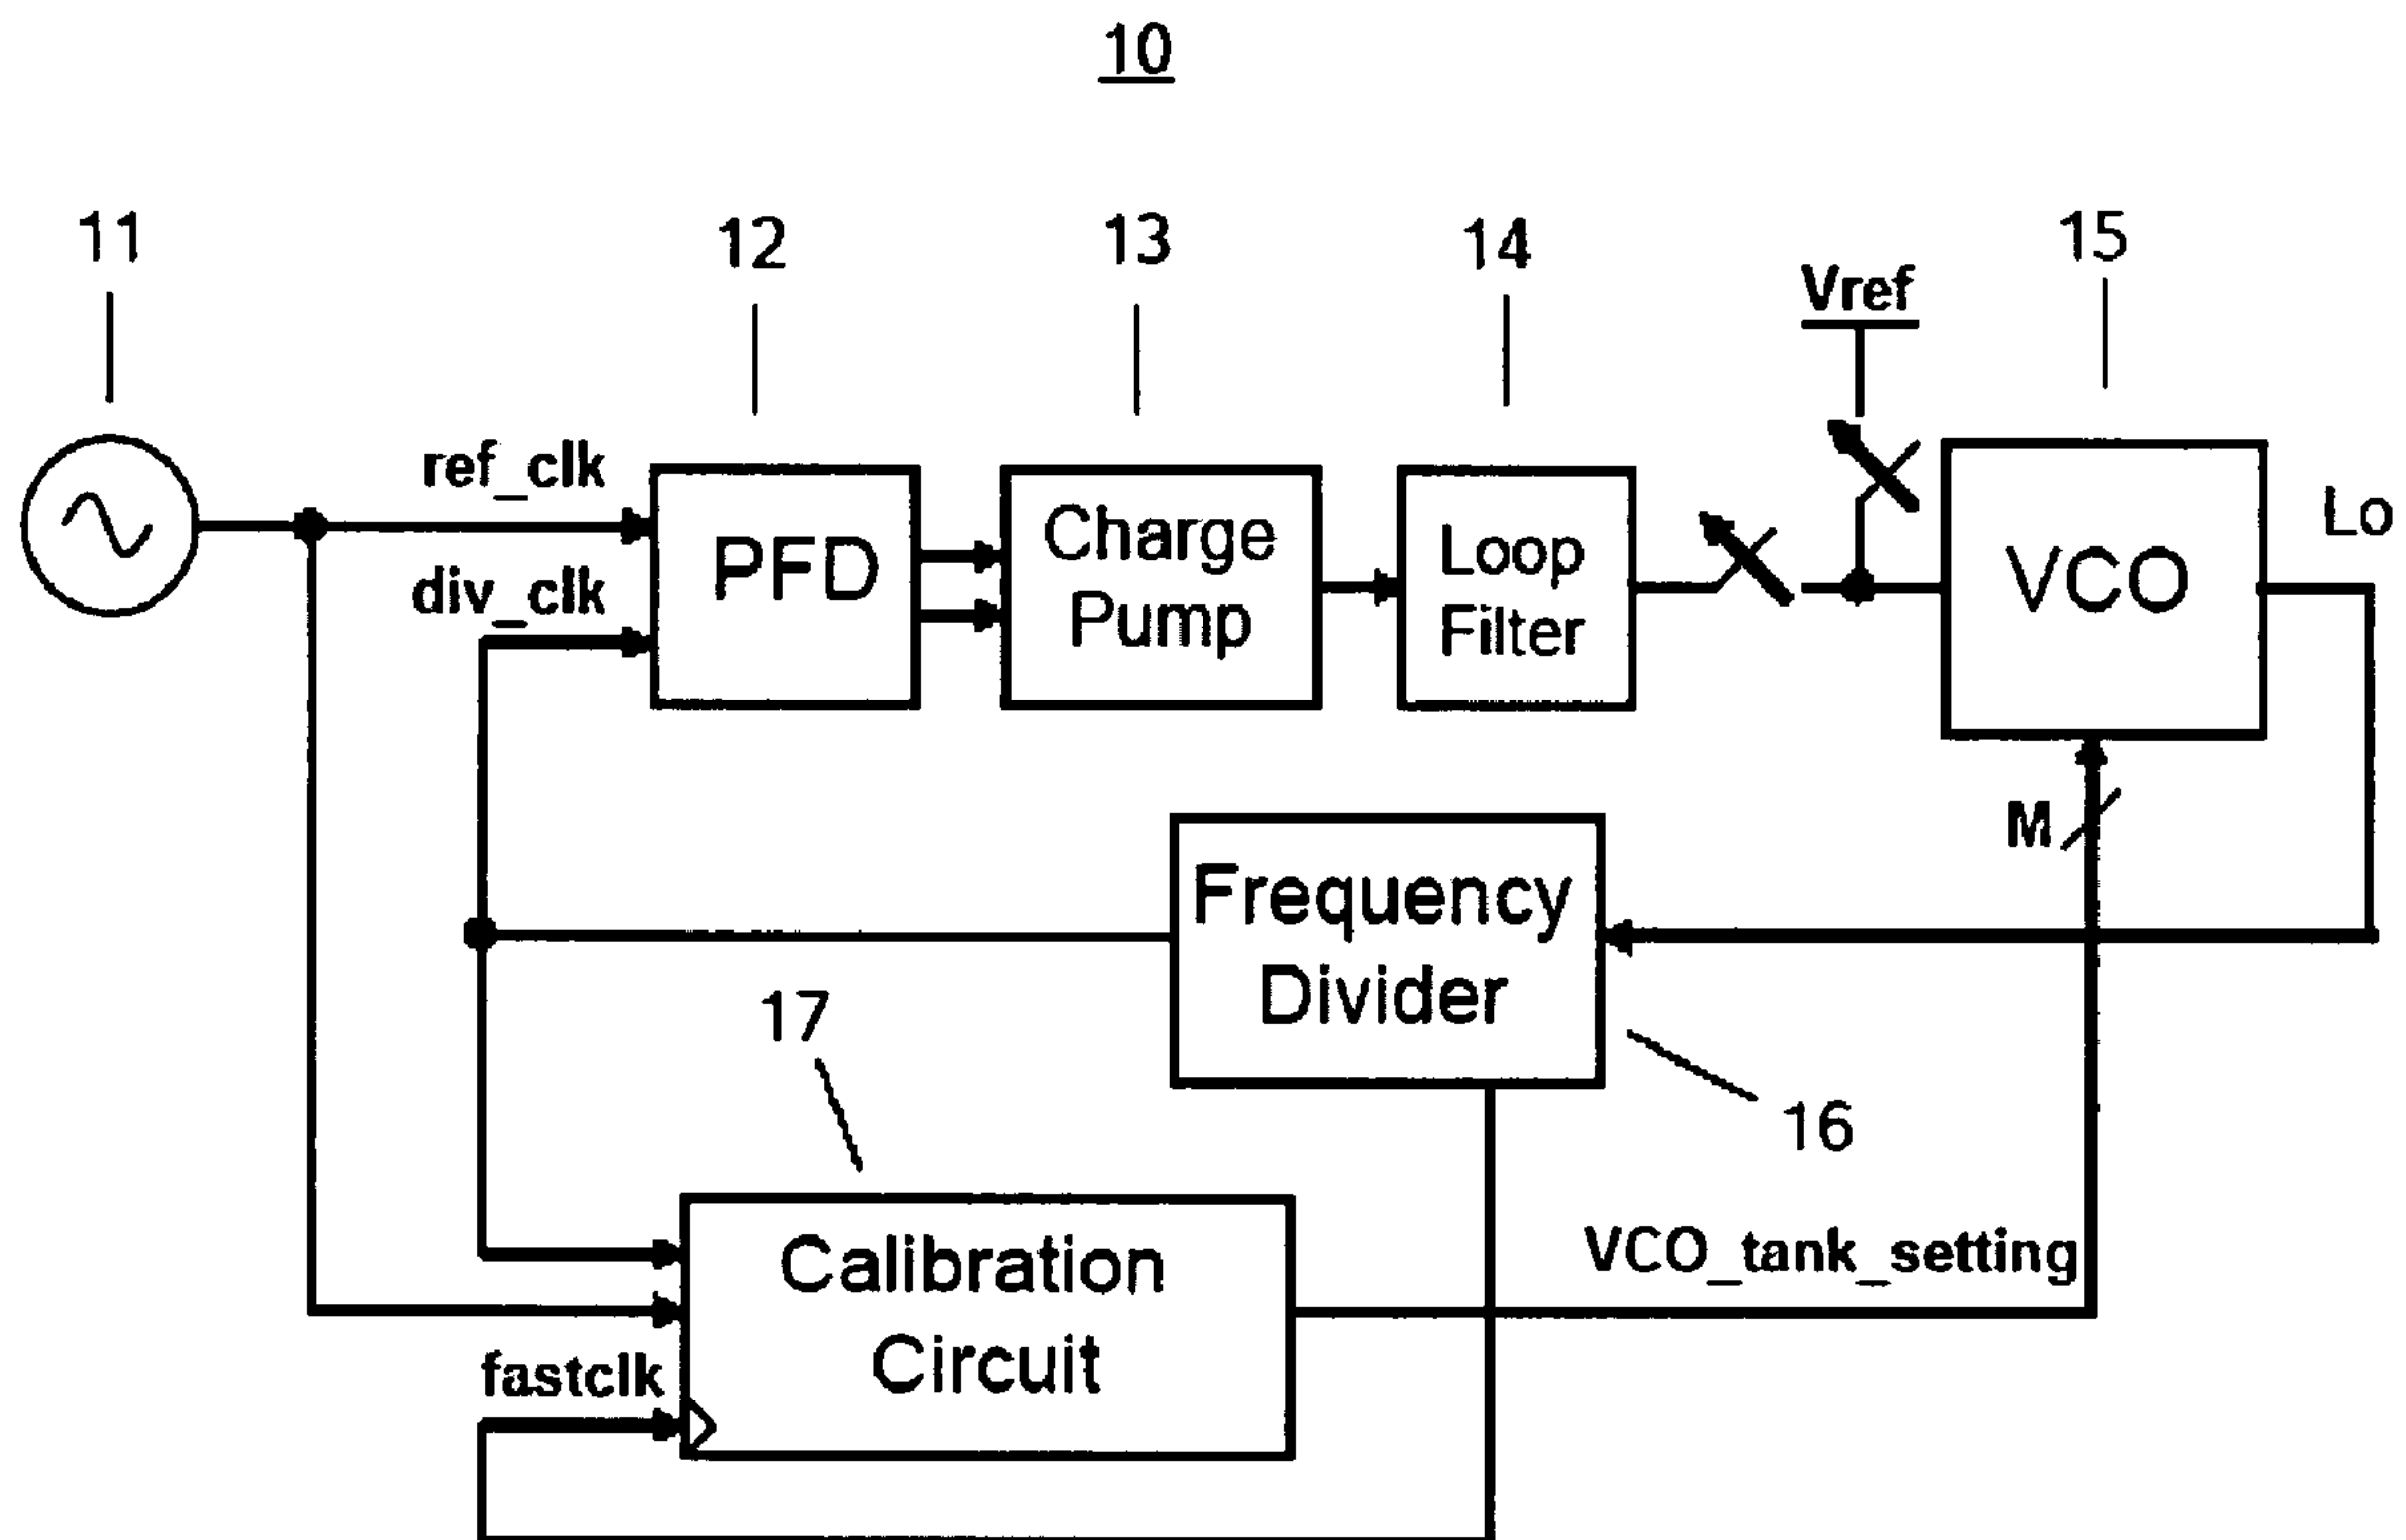 10
11
12
13
14
15
Vref
ref_clk
div_clk
PFD
Charge
Pump
Loop
Filter
VCO
Lo
M
Frequency
Divider
16
17
Calibration
Circuit
VCO_tank_setting
fastclk